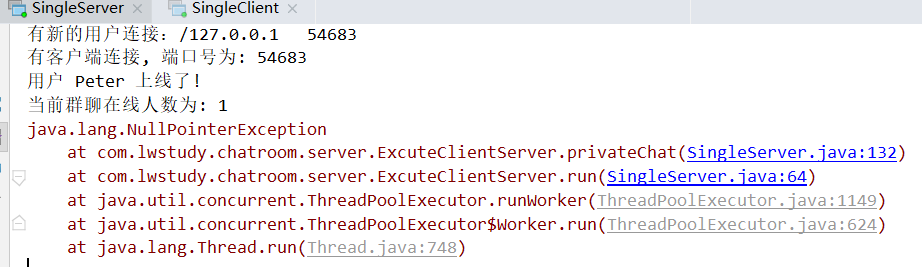 SingleServer × SingleClient ×
有新的用户连接：/127.0.0.1 54683
有客户端连接, 端口号为: 54683
用户 Peter 上线了!
当前群聊在线人数为: 1
java.lang.NullPointerException
at com.lwstudy.chatroom.server.ExcuteClientServer.privateChat(SingleServer.java:132)
at com.lwstudy.chatroom.server.ExcuteClientServer.run(SingleServer.java:64)
at java.util.concurrent.ThreadPoolExecutor.runWorker(ThreadPoolExecutor.java:1149)
at java.util.concurrent.ThreadPoolExecutor$Worker.run(ThreadPoolExecutor.java:624)
at java.lang.Thread.run(Thread.java:748)